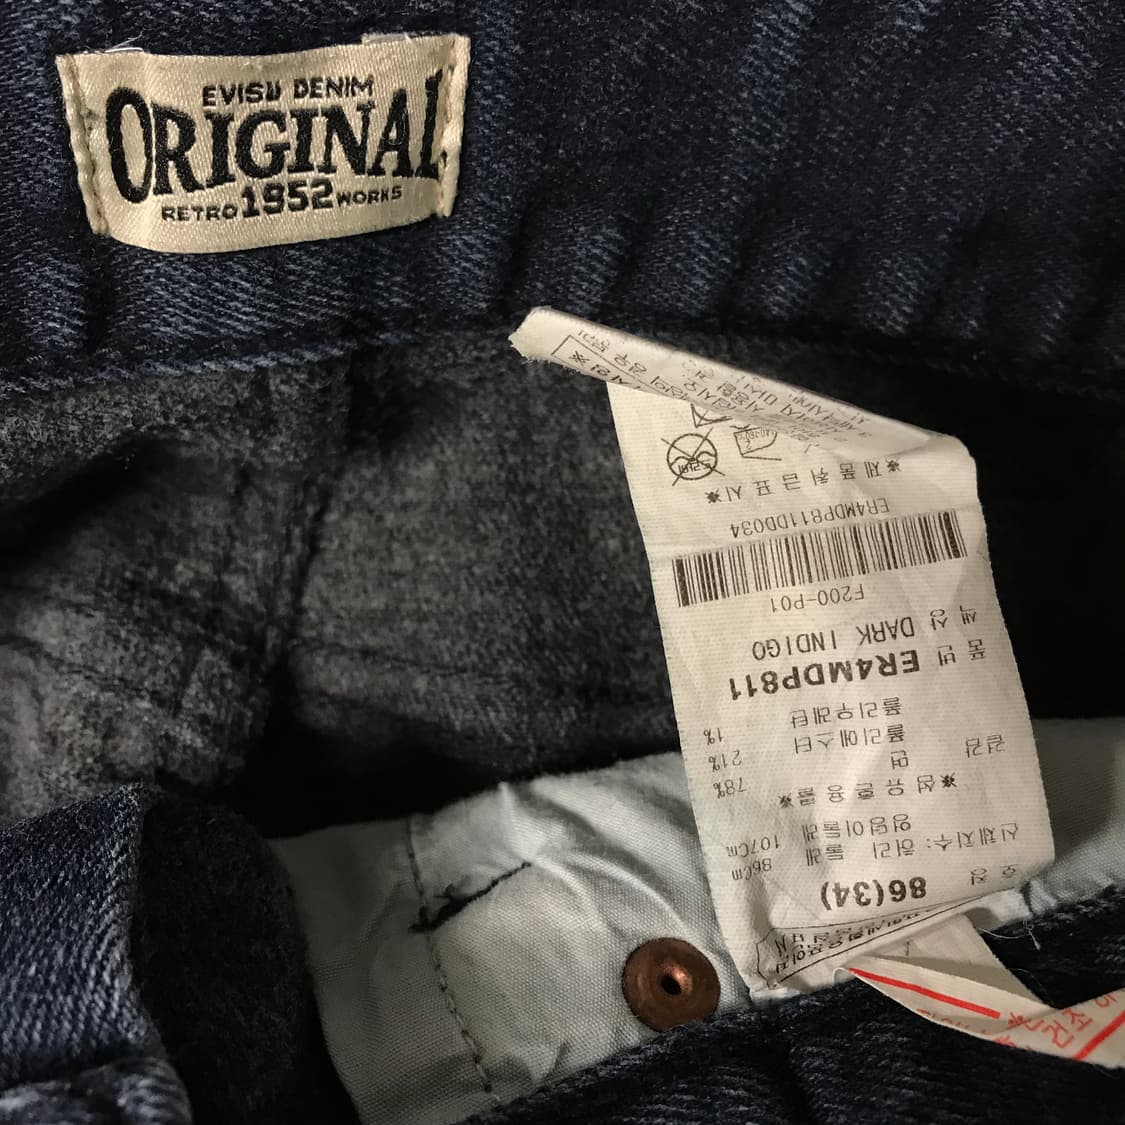 EVISU DENIM
ORIGINAL
RETRO 1952 WORKS
호 칭 86(34)
신체치수: 허리 둘레 86Cm
엉덩이둘레 107Cm
※섬 유 혼 용 률※
겉감 면 78%
폴리에스터 21%
폴리우레탄 1%
품 번 ER4MDP811
색 상 DARK INDIGO
F200-P01
ER4MDP811DD034
※제 품 취 급 표 시※